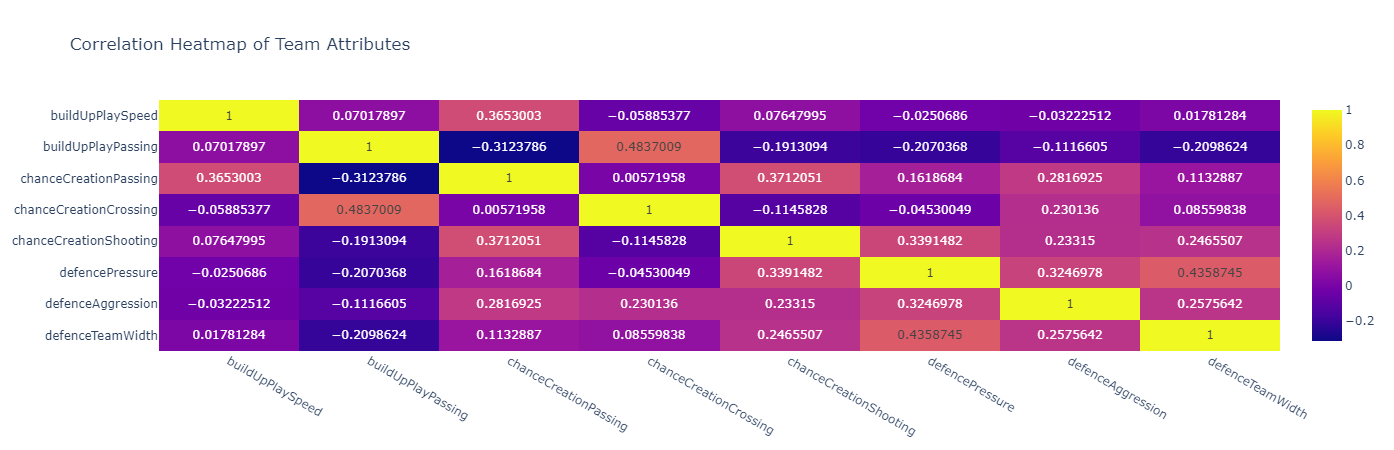 Correlation Heatmap of Team Attributes
buildUpPlaySpeed 1 0.07017897 0.3653003 −0.05885377 0.07647995 −0.0250686 −0.03222512 0.01781284 1
buildUpPlayPassing 0.07017897 1 −0.3123786 0.4837009 −0.1913094 −0.2070368 −0.1116605 −0.2098624 0.8
chanceCreationPassing 0.3653003 −0.3123786 1 0.00571958 0.3712051 0.1618684 0.2816925 0.1132887 0.6
chanceCreationCrossing −0.05885377 0.4837009 0.00571958 1 −0.1145828 −0.04530049 0.230136 0.08559838 0.4
chanceCreationShooting 0.07647995 −0.1913094 0.3712051 −0.1145828 1 0.3391482 0.23315 0.2465507 0.2
defencePressure −0.0250686 −0.2070368 0.1618684 −0.04530049 0.3391482 1 0.3246978 0.4358745 0
defenceAggression −0.03222512 −0.1116605 0.2816925 0.230136 0.23315 0.3246978 1 0.2575642 −0.2
defenceTeamWidth 0.01781284 −0.2098624 0.1132887 0.08559838 0.2465507 0.4358745 0.2575642 1
buildUpPlaySpeed buildUpPlayPassing chanceCreationPassing chanceCreationCrossing chanceCreationShooting defencePressure defenceAggression defenceTeamWidth